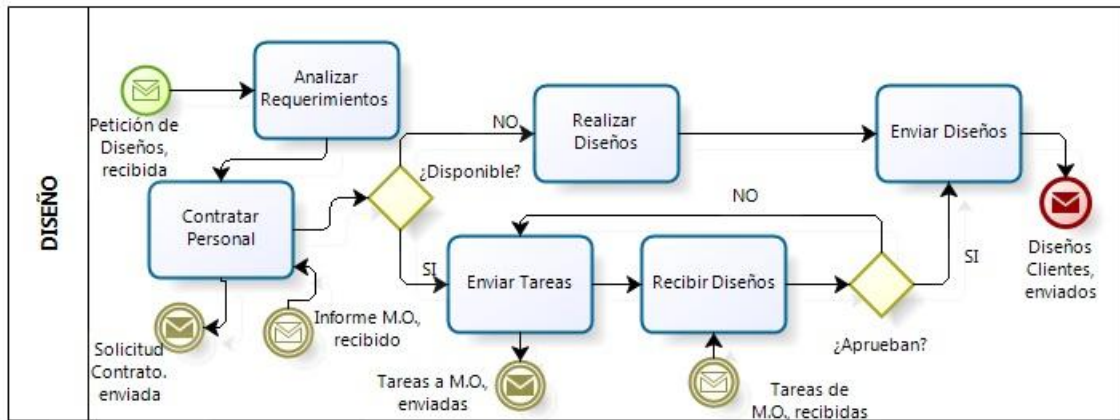 DISEÑO
Petición de
Diseños,
recibida
Analizar
Requerimientos
Contratar
Personal
Solicitud
Contrato.
enviada
Informe M.O.,
recibido
¿Disponible?
NO
SI
Realizar
Diseños
Enviar Diseños
Enviar Tareas
Tareas a M.O.,
enviadas
Recibir Diseños
Tareas de
M.O., recibidas
¿Aprueban?
NO
SI
Diseños
Clientes,
enviados